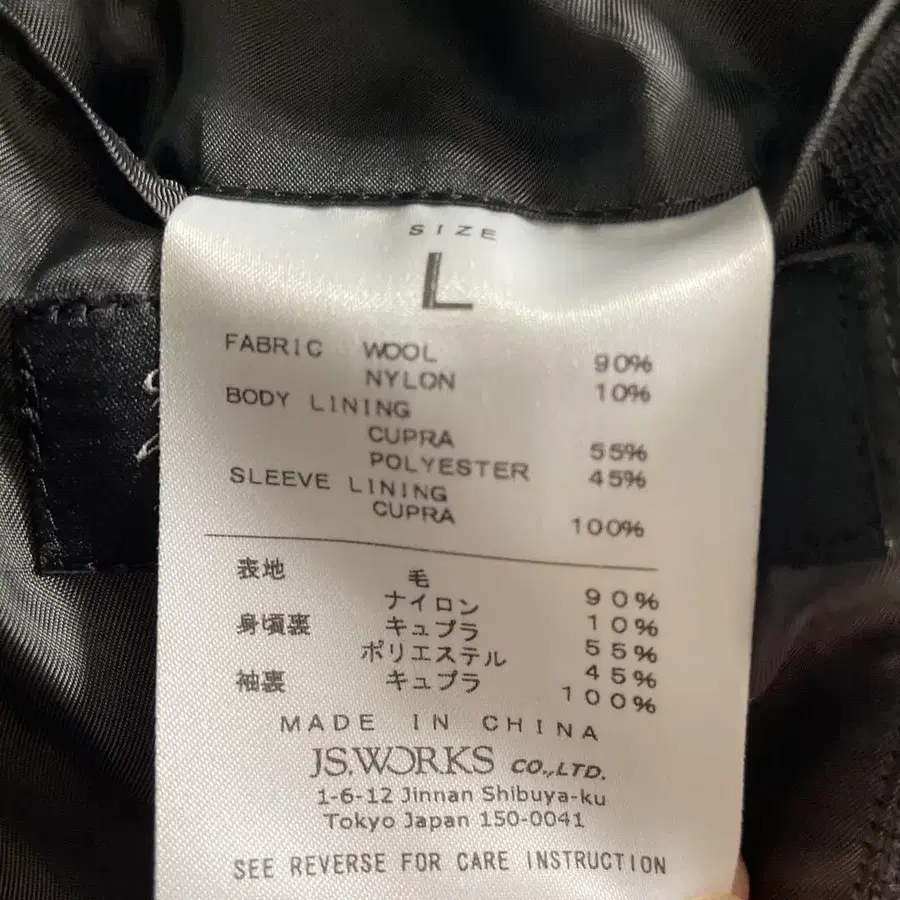 SIZE
L
FABRIC WOOL 90%
NYLON 10%
BODY LINING
CUPRA 55%
POLYESTER 45%
SLEEVE LINING
CUPRA 100%
表地 毛 90%
ナイロン 10%
身頃裏 キュプラ 55%
ポリエステル 45%
袖裏 キュプラ 100%
MADE IN CHINA
JS.WORKS CO.,LTD.
1-6-12 Jinnan Shibuya-ku
Tokyo Japan 150-0041
SEE REVERSE FOR CARE INSTRUCTION